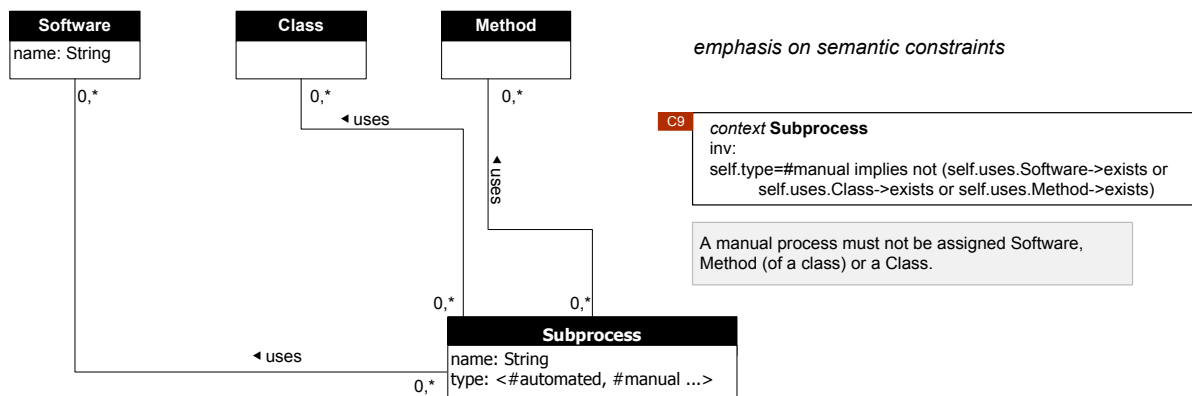 Software
name: String
Class
Method
emphasis on semantic constraints
0,*
0,*
0,*
◄ uses
◄ uses
C9
context Subprocess
inv:
self.type=#manual implies not (self.uses.Software->exists or
self.uses.Class->exists or self.uses.Method->exists)
A manual process must not be assigned Software,
Method (of a class) or a Class.
0,*
0,*
Subprocess
name: String
type: <#automated, #manual ...>
◄ uses
0,*